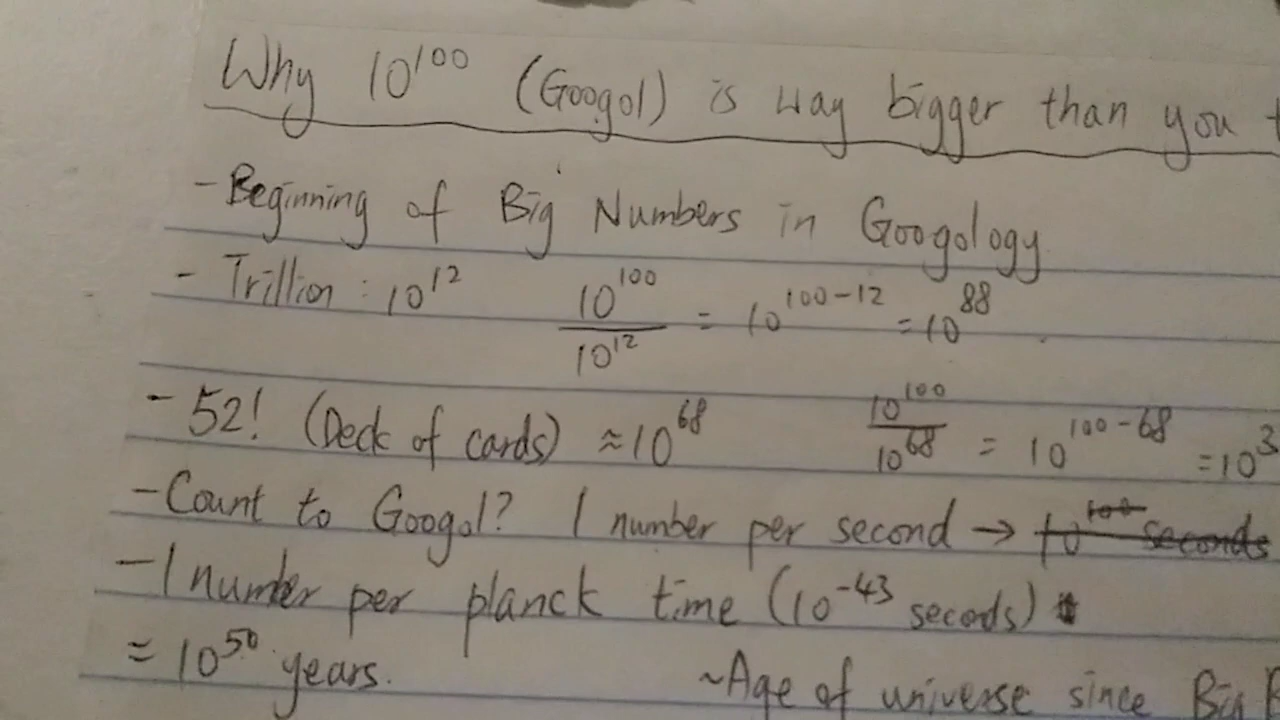 Why 10^100 (Googol) is way bigger than you
- Beginning of Big Numbers in Googology
- Trillion : 10^12 10^100/10^12 = 10^100-12 = 10^88
- 52! (Deck of cards) ≈ 10^68 10^100/10^68 = 10^100-68 = 10^3
- Count to Googol? 1 number per second → 10^100 seconds
- 1 number per planck time (10^-43 seconds)
= 10^50 years.
~Age of universe since Big